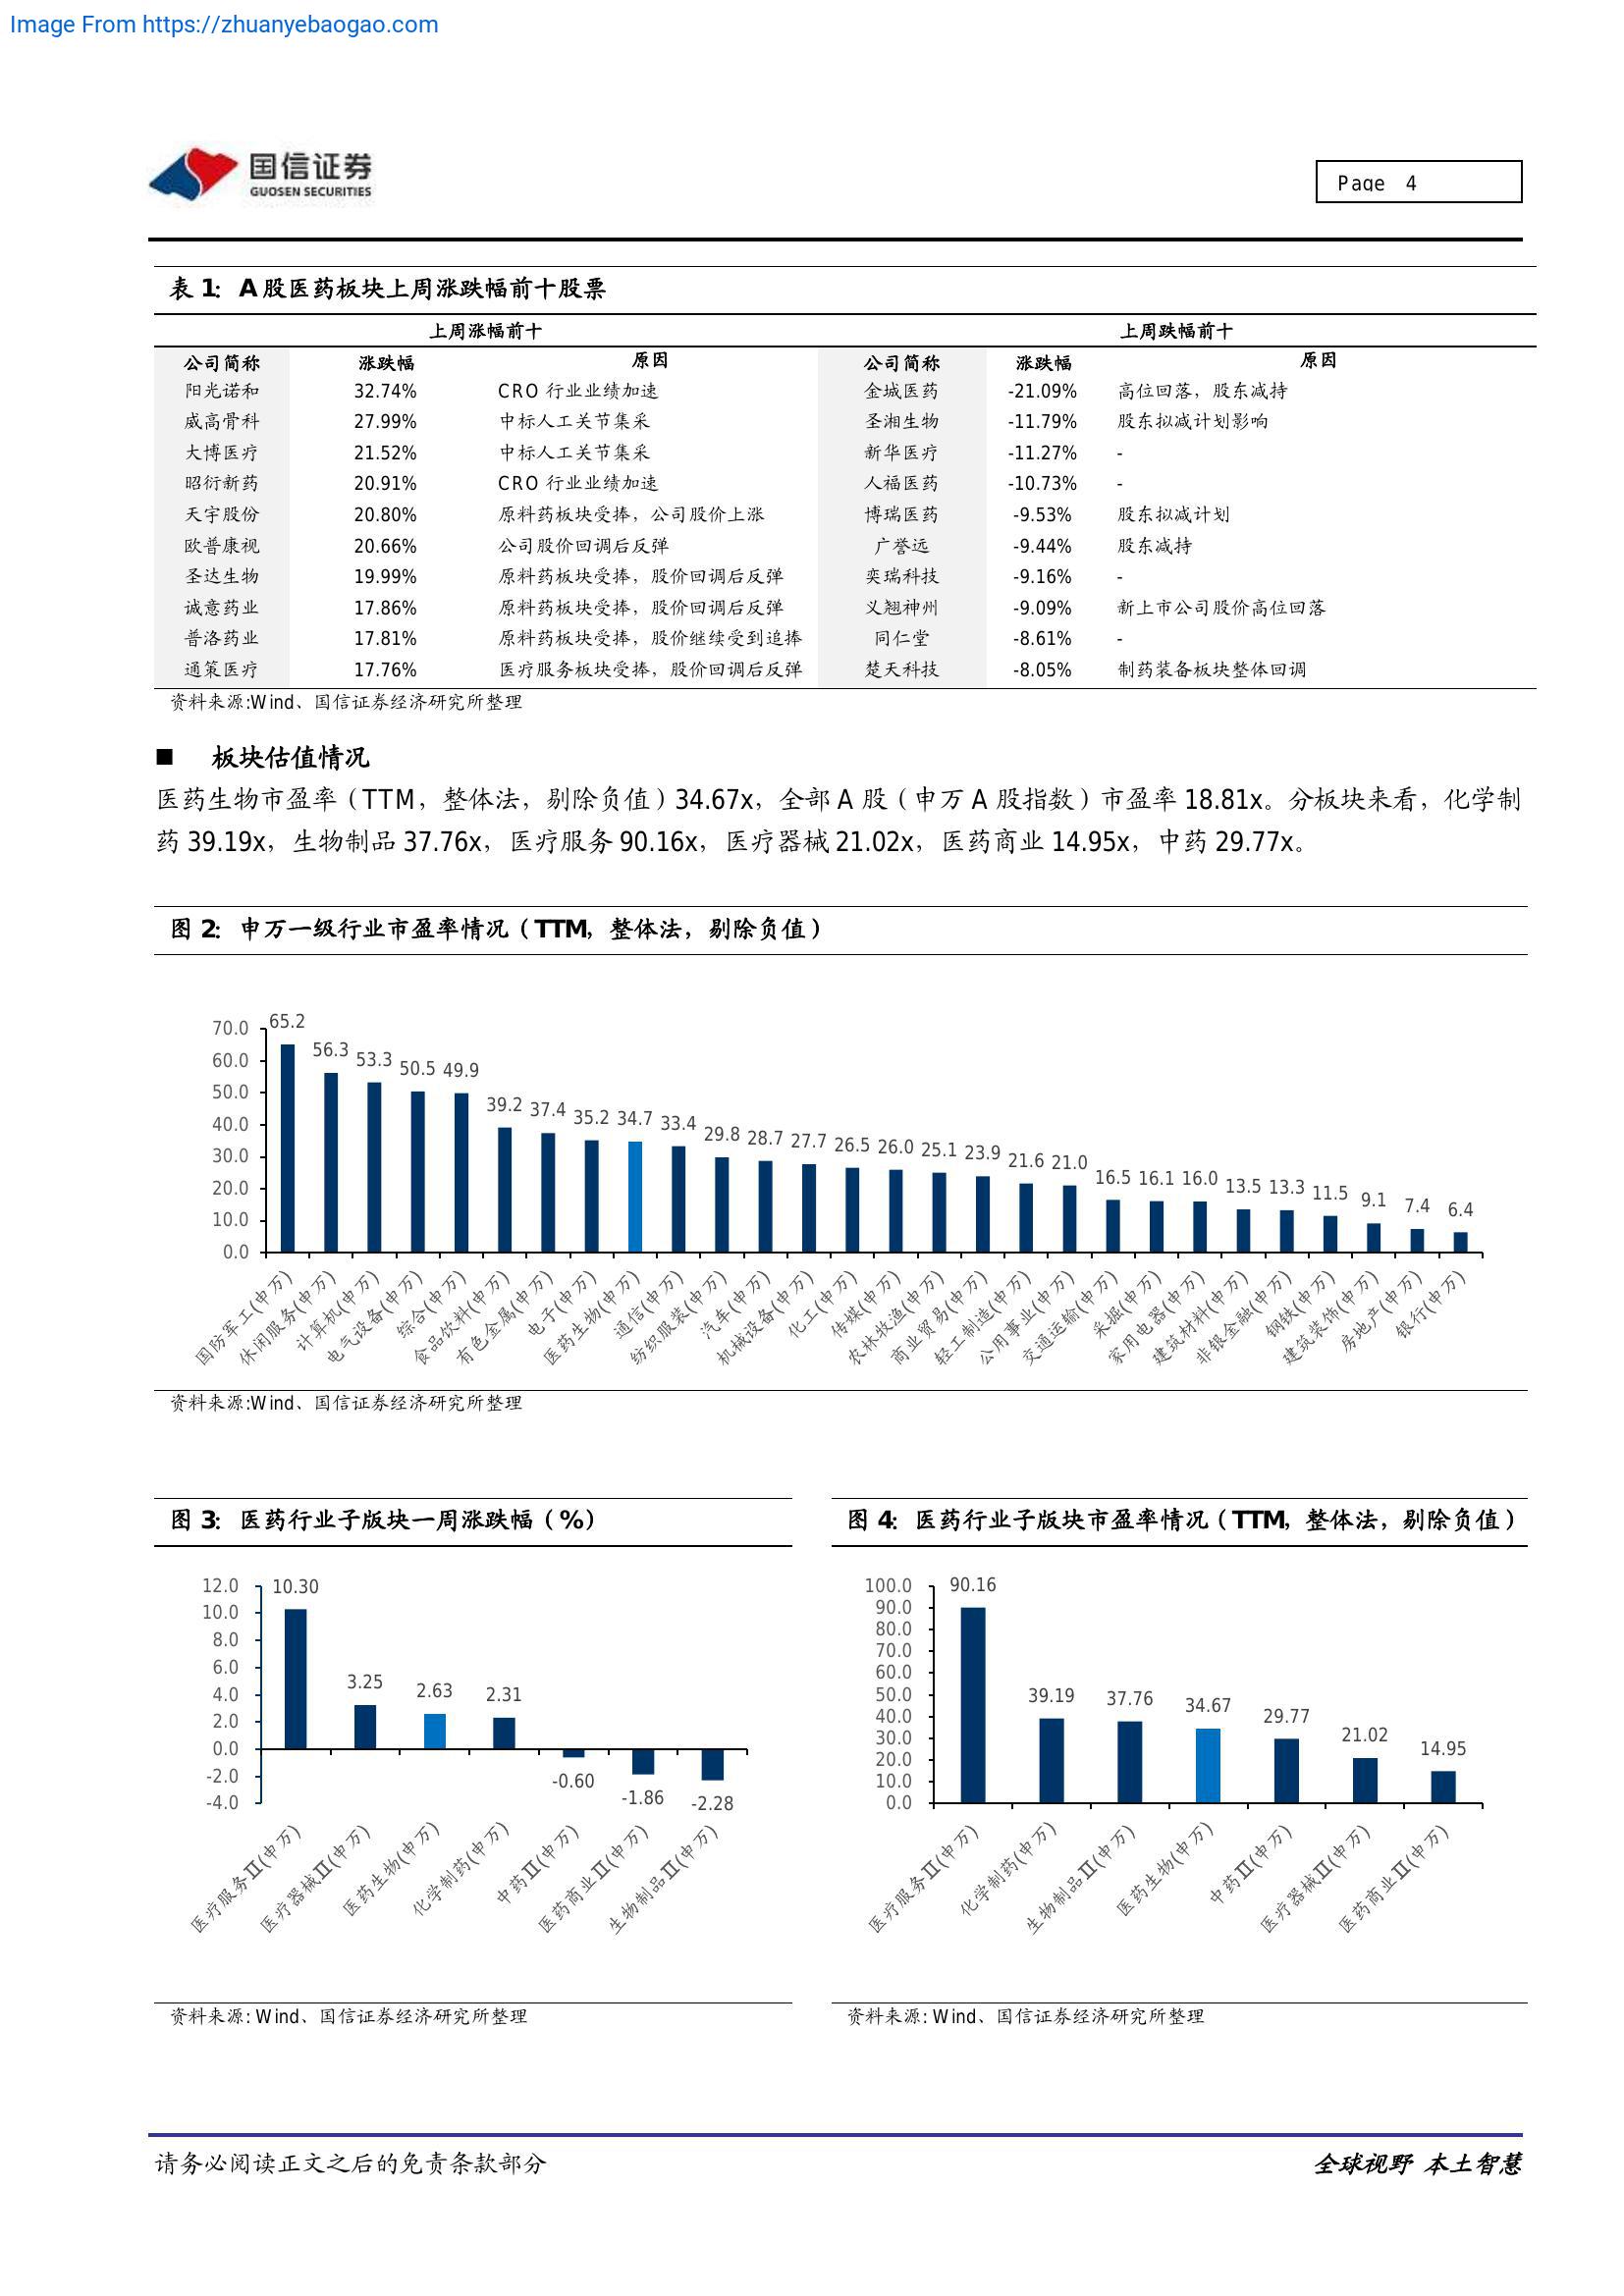 Image From https://zhuanyebaogao.com
国信证券
GUOSEN SECURITIES
Page 4
表 1: A 股医药板块上周涨跌幅前十股票
上周涨幅前十 上周跌幅前十
公司简称 涨跌幅 原因 公司简称 涨跌幅 原因
阳光诺和 32.74% CRO 行业业绩加速 金城医药 -21.09% 高位回落，股东减持
威高骨科 27.99% 中标人工关节集采 圣湘生物 -11.79% 股东拟减计划影响
大博医疗 21.52% 中标人工关节集采 新华医疗 -11.27% -
昭衍新药 20.91% CRO 行业业绩加速 人福医药 -10.73% -
天宇股份 20.80% 原料药板块受捧，公司股价上涨 博瑞医药 -9.53% 股东拟减计划
欧普康视 20.66% 公司股价回调后反弹 广誉远 -9.44% 股东减持
圣达生物 19.99% 原料药板块受捧，股价回调后反弹 奕瑞科技 -9.16% -
诚意药业 17.86% 原料药板块受捧，股价回调后反弹 义翘神州 -9.09% 新上市公司股价高位回落
普洛药业 17.81% 原料药板块受捧，股价继续受到追捧 同仁堂 -8.61% -
通策医疗 17.76% 医疗服务板块受捧，股价回调后反弹 楚天科技 -8.05% 制药装备板块整体回调
资料来源:Wind、国信证券经济研究所整理
■ 板块估值情况
医药生物市盈率（TTM，整体法，剔除负值）34.67x，全部 A 股（申万 A 股指数）市盈率 18.81x。分板块来看，化学制
药 39.19x，生物制品 37.76x，医疗服务 90.16x，医疗器械 21.02x，医药商业 14.95x，中药 29.77x。
图 2: 申万一级行业市盈率情况（TTM，整体法，剔除负值）
70.0
60.0
50.0
40.0
30.0
20.0
10.0
0.0
65.2 56.3 53.3 50.5 49.9 39.2 37.4 35.2 34.7 33.4 29.8 28.7 27.7 26.5 26.0 25.1 23.9 21.6 21.0 16.5 16.1 16.0 13.5 13.3 11.5 9.1 7.4 6.4
国防军工(申万)
休闲服务(申万)
计算机(申万)
电气设备(申万)
综合(申万)
食品饮料(申万)
有色金属(申万)
电子(申万)
医药生物(申万)
通信(申万)
纺织服装(申万)
汽车(申万)
机械设备(申万)
化工(申万)
传媒(申万)
农林牧渔(申万)
商业贸易(申万)
轻工制造(申万)
公用事业(申万)
交通运输(申万)
采掘(申万)
家用电器(申万)
建筑材料(申万)
非银金融(申万)
钢铁(申万)
建筑装饰(申万)
房地产(申万)
银行(申万)
资料来源:Wind、国信证券经济研究所整理
图 3: 医药行业子版块一周涨跌幅（%）
12.0
10.0
8.0
6.0
4.0
2.0
0.0
-2.0
-4.0
10.30 3.25 2.63 2.31 -0.60 -1.86 -2.28
医疗服务Ⅱ(申万)
医疗器械Ⅱ(申万)
医药生物(申万)
化学制药(申万)
中药Ⅱ(申万)
医药商业Ⅱ(申万)
生物制品Ⅱ(申万)
资料来源: Wind、国信证券经济研究所整理
图 4: 医药行业子版块市盈率情况（TTM，整体法，剔除负值）
100.0
90.0
80.0
70.0
60.0
50.0
40.0
30.0
20.0
10.0
0.0
90.16 39.19 37.76 34.67 29.77 21.02 14.95
医疗服务Ⅱ(申万)
化学制药(申万)
生物制品Ⅱ(申万)
医药生物(申万)
中药Ⅱ(申万)
医疗器械Ⅱ(申万)
医药商业Ⅱ(申万)
资料来源: Wind、国信证券经济研究所整理
请务必阅读正文之后的免责条款部分 全球视野 本土智慧